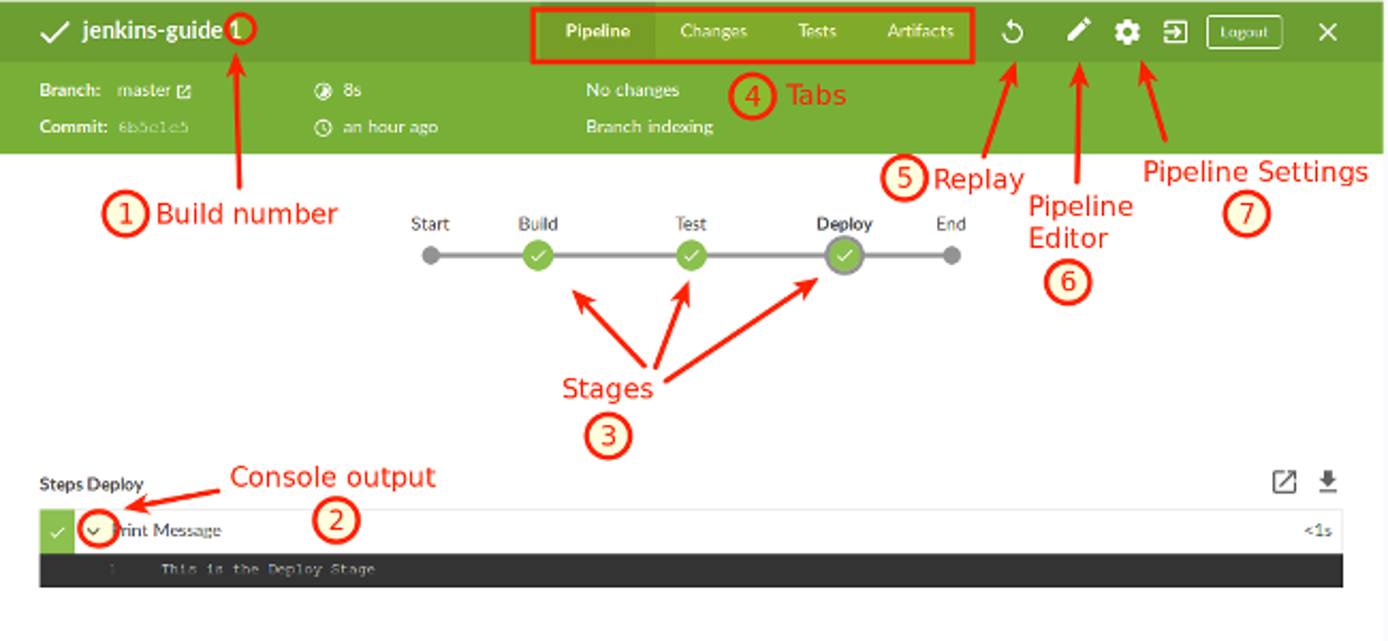 jenkins-guide 1
Pipeline Changes Tests Artifacts
Logout
Branch: master
8s
No changes
4 Tabs
Commit: 6b5c1c5
an hour ago
Branch indexing
1 Build number
5 Replay
Pipeline Editor
6
Pipeline Settings
7
Start Build Test Deploy End
Stages
3
Steps Deploy
Console output
2
Print Message
<1s
1 This is the Deploy Stage